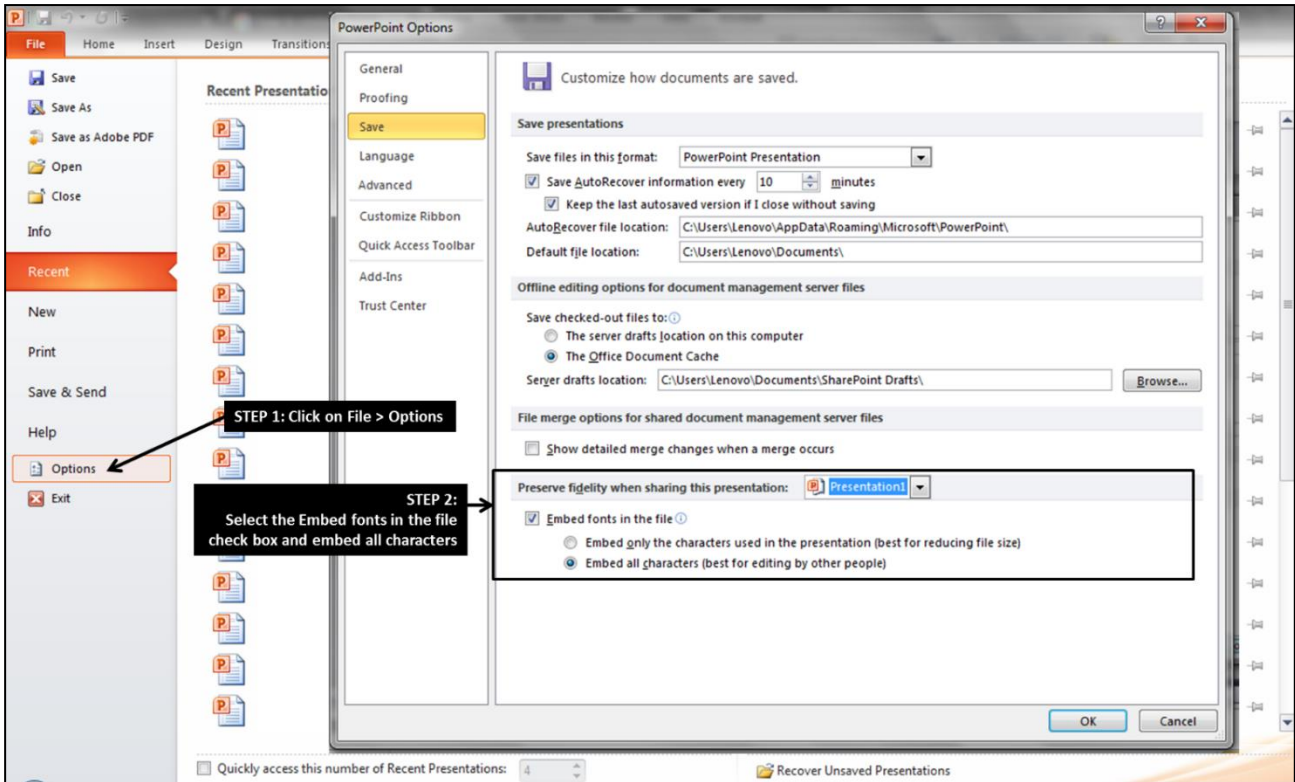 PowerPoint Options
File Home Insert Design Transitions
Save
Save As
Save as Adobe PDF
Open
Close
Info
Recent
New
Print
Save & Send
Help
Options
Exit
Recent Presentatio
STEP 1: Click on File > Options
STEP 2:
Select the Embed fonts in the file
check box and embed all characters
General
Proofing
Save
Language
Advanced
Customize Ribbon
Quick Access Toolbar
Add-Ins
Trust Center
Customize how documents are saved.
Save presentations
Save files in this format: PowerPoint Presentation
Save AutoRecover information every 10 minutes
Keep the last autosaved version if I close without saving
AutoRecover file location: C:\Users\Lenovo\AppData\Roaming\Microsoft\PowerPoint\
Default file location: C:\Users\Lenovo\Documents\
Offline editing options for document management server files
Save checked-out files to:
The server drafts location on this computer
The Office Document Cache
Server drafts location: C:\Users\Lenovo\Documents\SharePoint Drafts\ Browse...
File merge options for shared document management server files
Show detailed merge changes when a merge occurs
Preserve fidelity when sharing this presentation: Presentation1
Embed fonts in the file
Embed only the characters used in the presentation (best for reducing file size)
Embed all characters (best for editing by other people)
OK Cancel
Quickly access this number of Recent Presentations: 4
Recover Unsaved Presentations